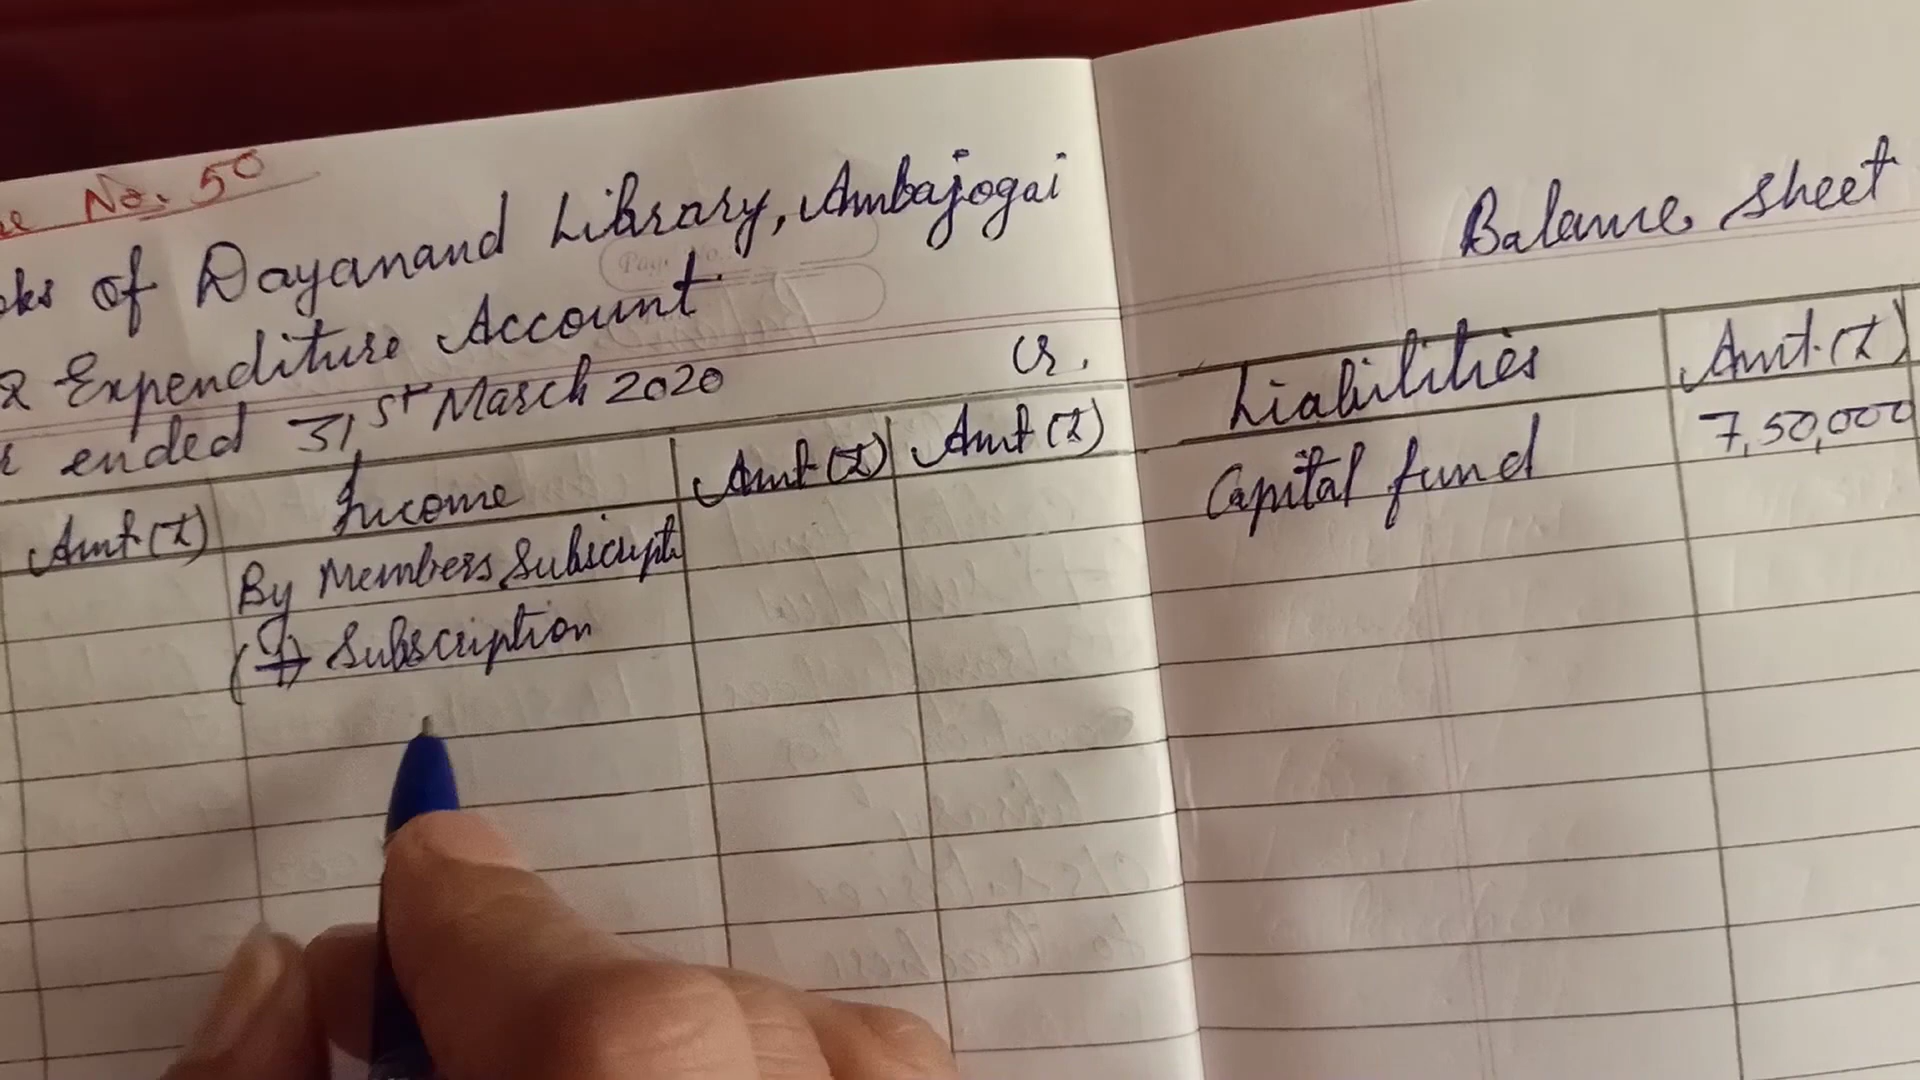 No. 50
of Dayanand Library, Ambajogai
& Expenditure Account
ended 31st March 2020
Cr.
Amt (₹) Income Amt (₹) Amt (₹)
By Members Subscripti
Subscription
Balance Sheet
Liabilities Amt. (₹)
Capital fund 7,50,000